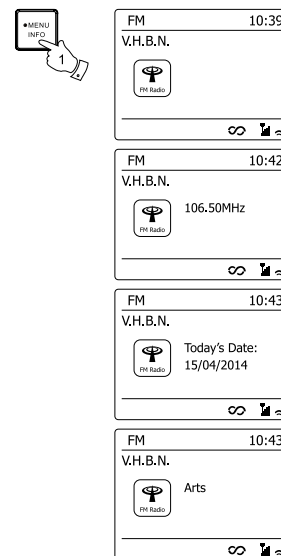 •MENU
INFO
1
FM 10:39
V.H.B.N.
FM Radio
FM 10:42
V.H.B.N.
106.50MHz
FM Radio
FM 10:43
V.H.B.N.
Today's Date:
15/04/2014
FM Radio
FM 10:43
V.H.B.N.
Arts
FM Radio